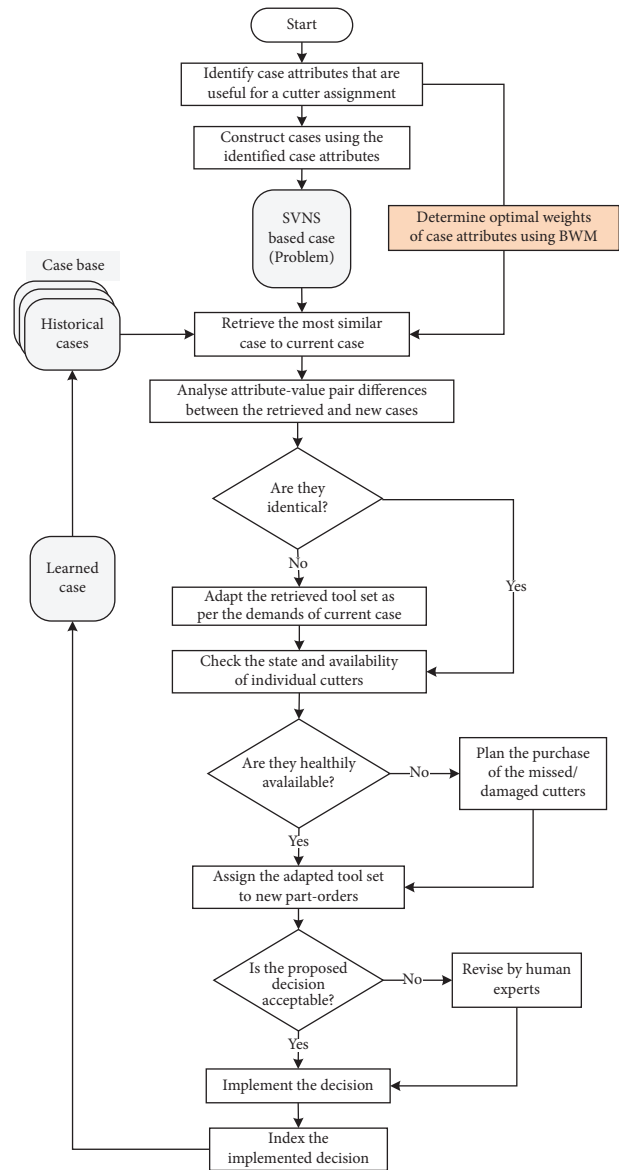 Start
Identify case attributes that are
useful for a cutter assignment
Construct cases using the
identified case attributes
SVNS
based case
(Problem)
Determine optimal weights
of case attributes using BWM
Case base
Historical
cases
Retrieve the most similar
case to current case
Analyse attribute-value pair differences
between the retrieved and new cases
Are they
identical?
No
Yes
Learned
case
Adapt the retrieved tool set as
per the demands of current case
Check the state and availability
of individual cutters
Are they healthily
avalailable?
No
Plan the purchase
of the missed/
damaged cutters
Yes
Assign the adapted tool set
to new part-orders
Is the proposed
decision
acceptable?
No
Revise by human
experts
Yes
Implement the decision
Index the
implemented decision